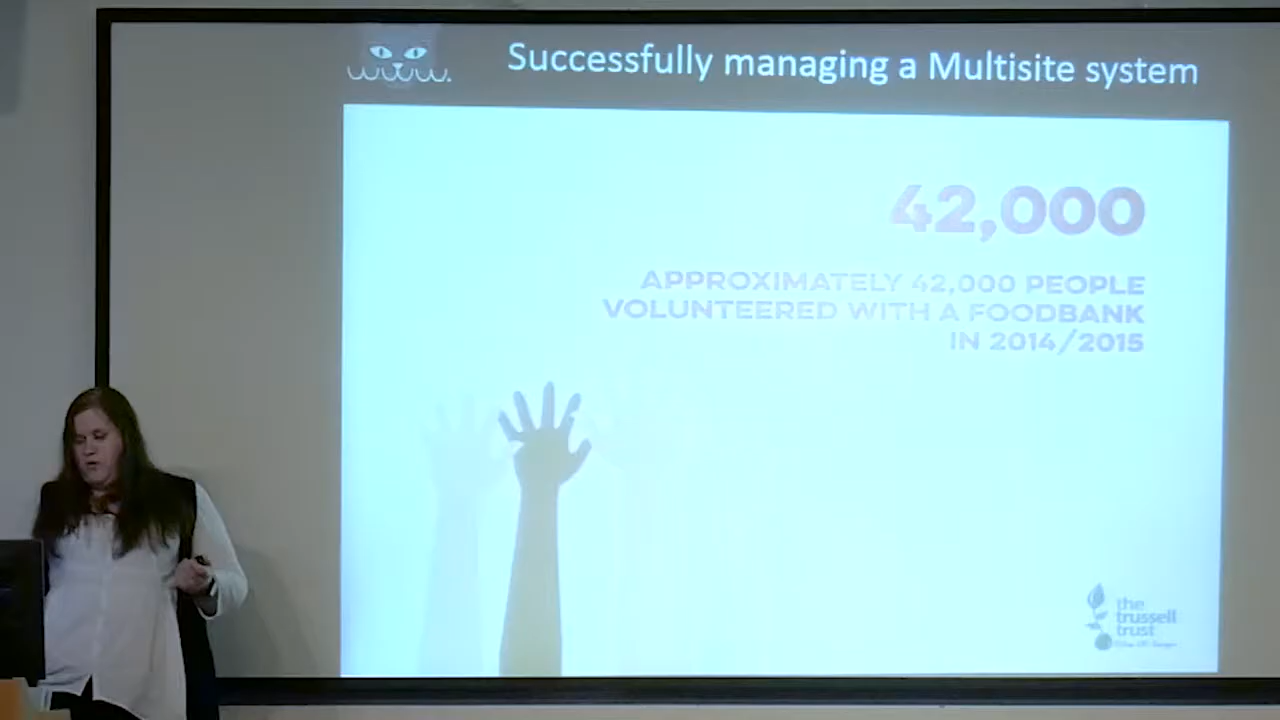 Successfully managing a Multisite system
42,000
APPROXIMATELY 42,000 PEOPLE
VOLUNTEERED WITH A FOODBANK
IN 2014/2015
the
trussell
trust